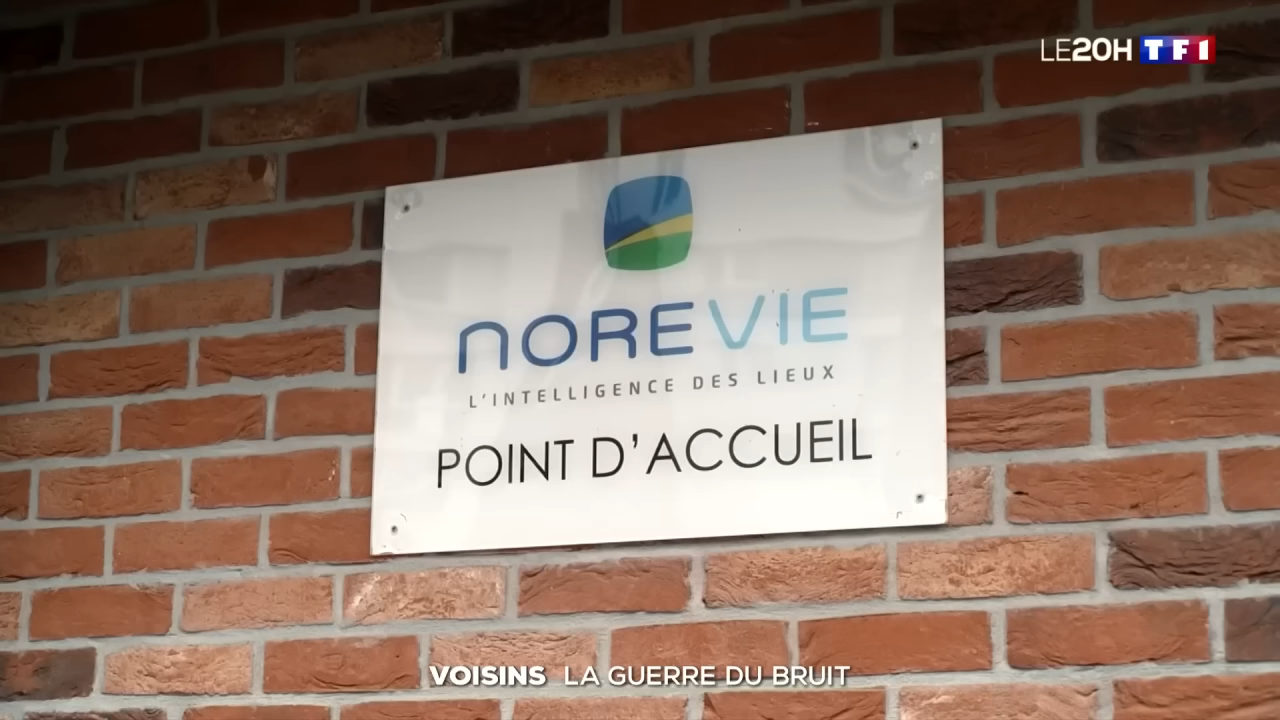 LE20H TF1
NOREVIE
L'INTELLIGENCE DES LIEUX
POINT D'ACCUEIL
VOISINS LA GUERRE DU BRUIT